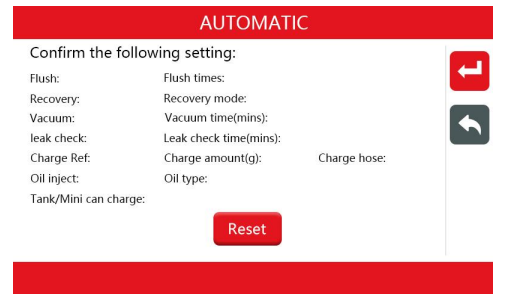 AUTOMATIC
Confirm the following setting:
Flush: Flush times:
Recovery: Recovery mode:
Vacuum: Vacuum time(mins):
leak check: Leak check time(mins):
Charge Ref: Charge amount(g): Charge hose:
Oil inject: Oil type:
Tank/Mini can charge:
Reset